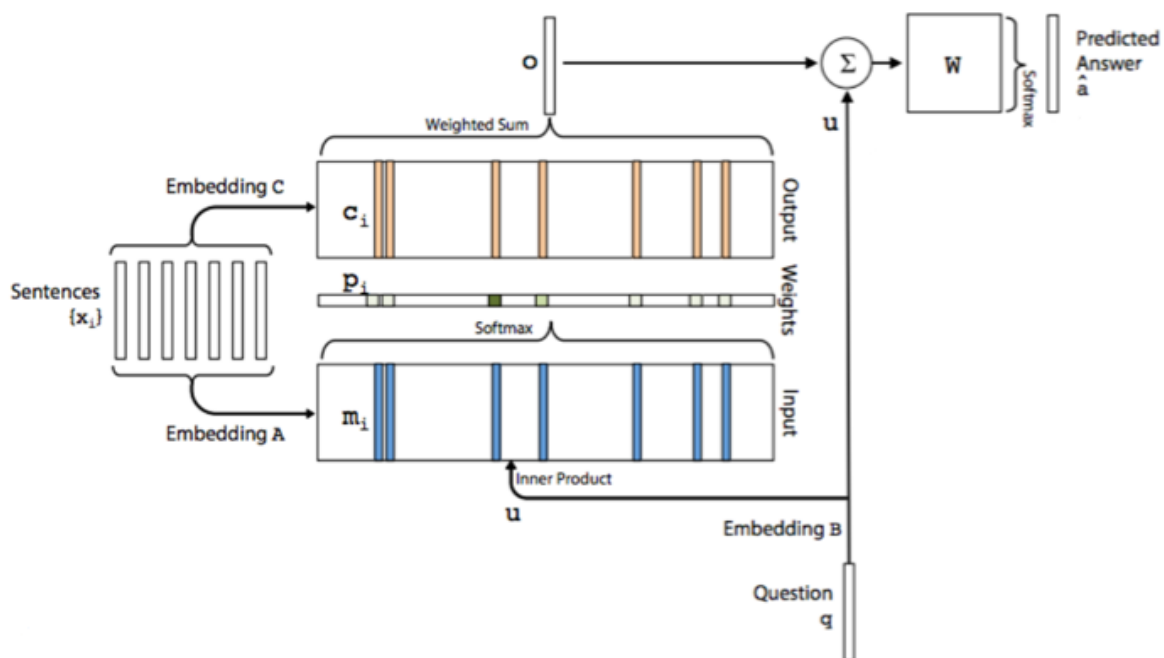 o
Σ
W
Softmax
Predicted
Answer
â
u
Weighted Sum
Embedding C
c_i
Output
Sentences
{x_i}
p_i
Weights
Softmax
Embedding A
m_i
Input
Inner Product
u
Embedding B
Question
q